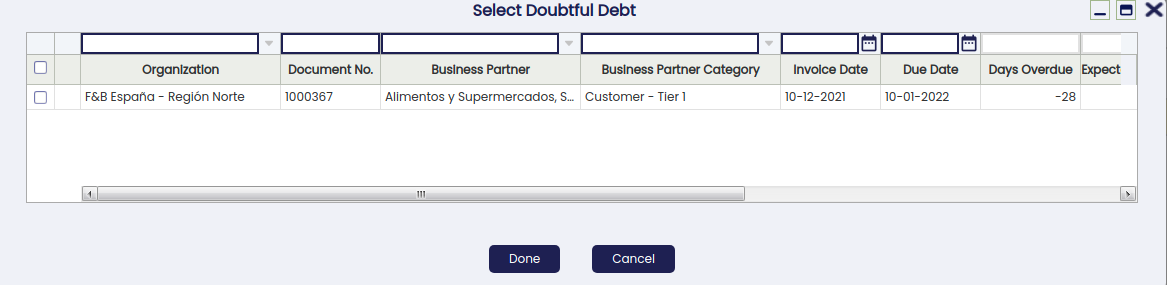 Select Doubtful Debt
Organization Document No. Business Partner Business Partner Category Invoice Date Due Date Days Overdue Expect
F&B España - Región Norte 1000367 Alimentos y Supermercados, S... Customer - Tier 1 10-12-2021 10-01-2022 -28
Done Cancel